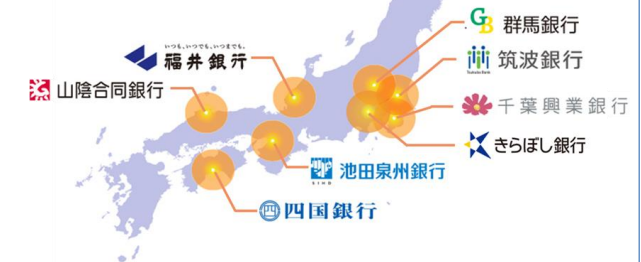 GB 群馬銀行
いつも、いつでも、いつまでも。
福井銀行
筑波銀行
Tsukuba Bank
山陰合同銀行
千葉興業銀行
きらぼし銀行
池田泉州銀行
SIHD
四国銀行